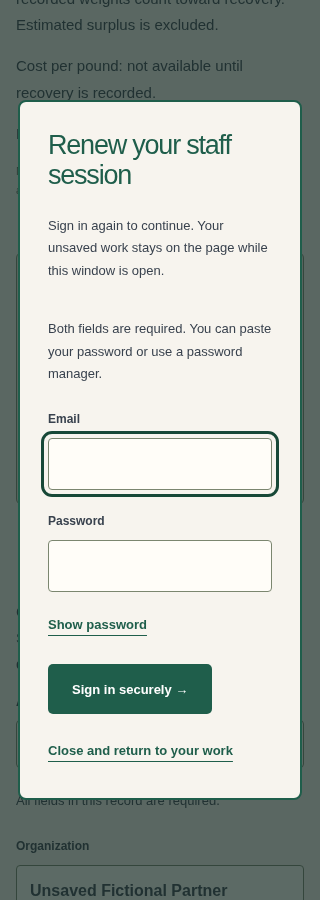 recorded weights count toward recovery.
Estimated surplus is excluded.
Cost per pound: not available until
recovery is recorded.
Renew your staff
session
Sign in again to continue. Your
unsaved work stays on the page while
this window is open.
Both fields are required. You can paste
your password or use a password
manager.
Email
Password
Show password
Sign in securely →
Close and return to your work
All fields in this record are required.
Organization
Unsaved Fictional Partner